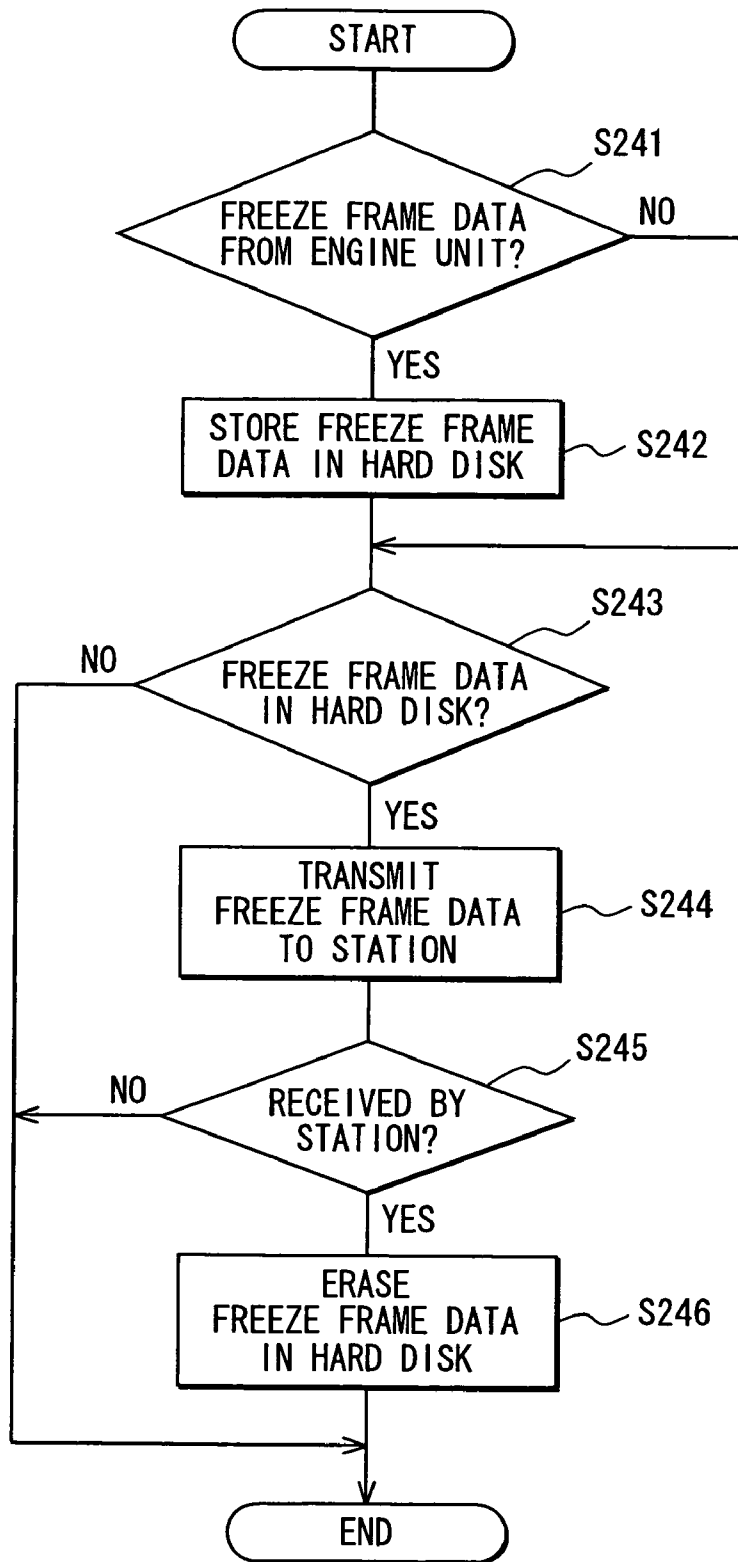 START
S241
FREEZE FRAME DATA
FROM ENGINE UNIT?
NO
YES
STORE FREEZE FRAME
DATA IN HARD DISK
S242
S243
NO
FREEZE FRAME DATA
IN HARD DISK?
YES
TRANSMIT
FREEZE FRAME DATA
TO STATION
S244
S245
NO
RECEIVED BY
STATION?
YES
ERASE
FREEZE FRAME DATA
IN HARD DISK
S246
END